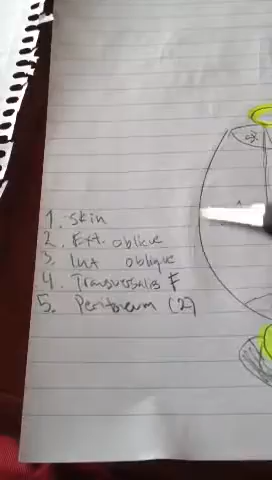 1. Skin
2. Ext. oblique
3. Int oblique
4. Transversalis F
5. Peritoneum (2)